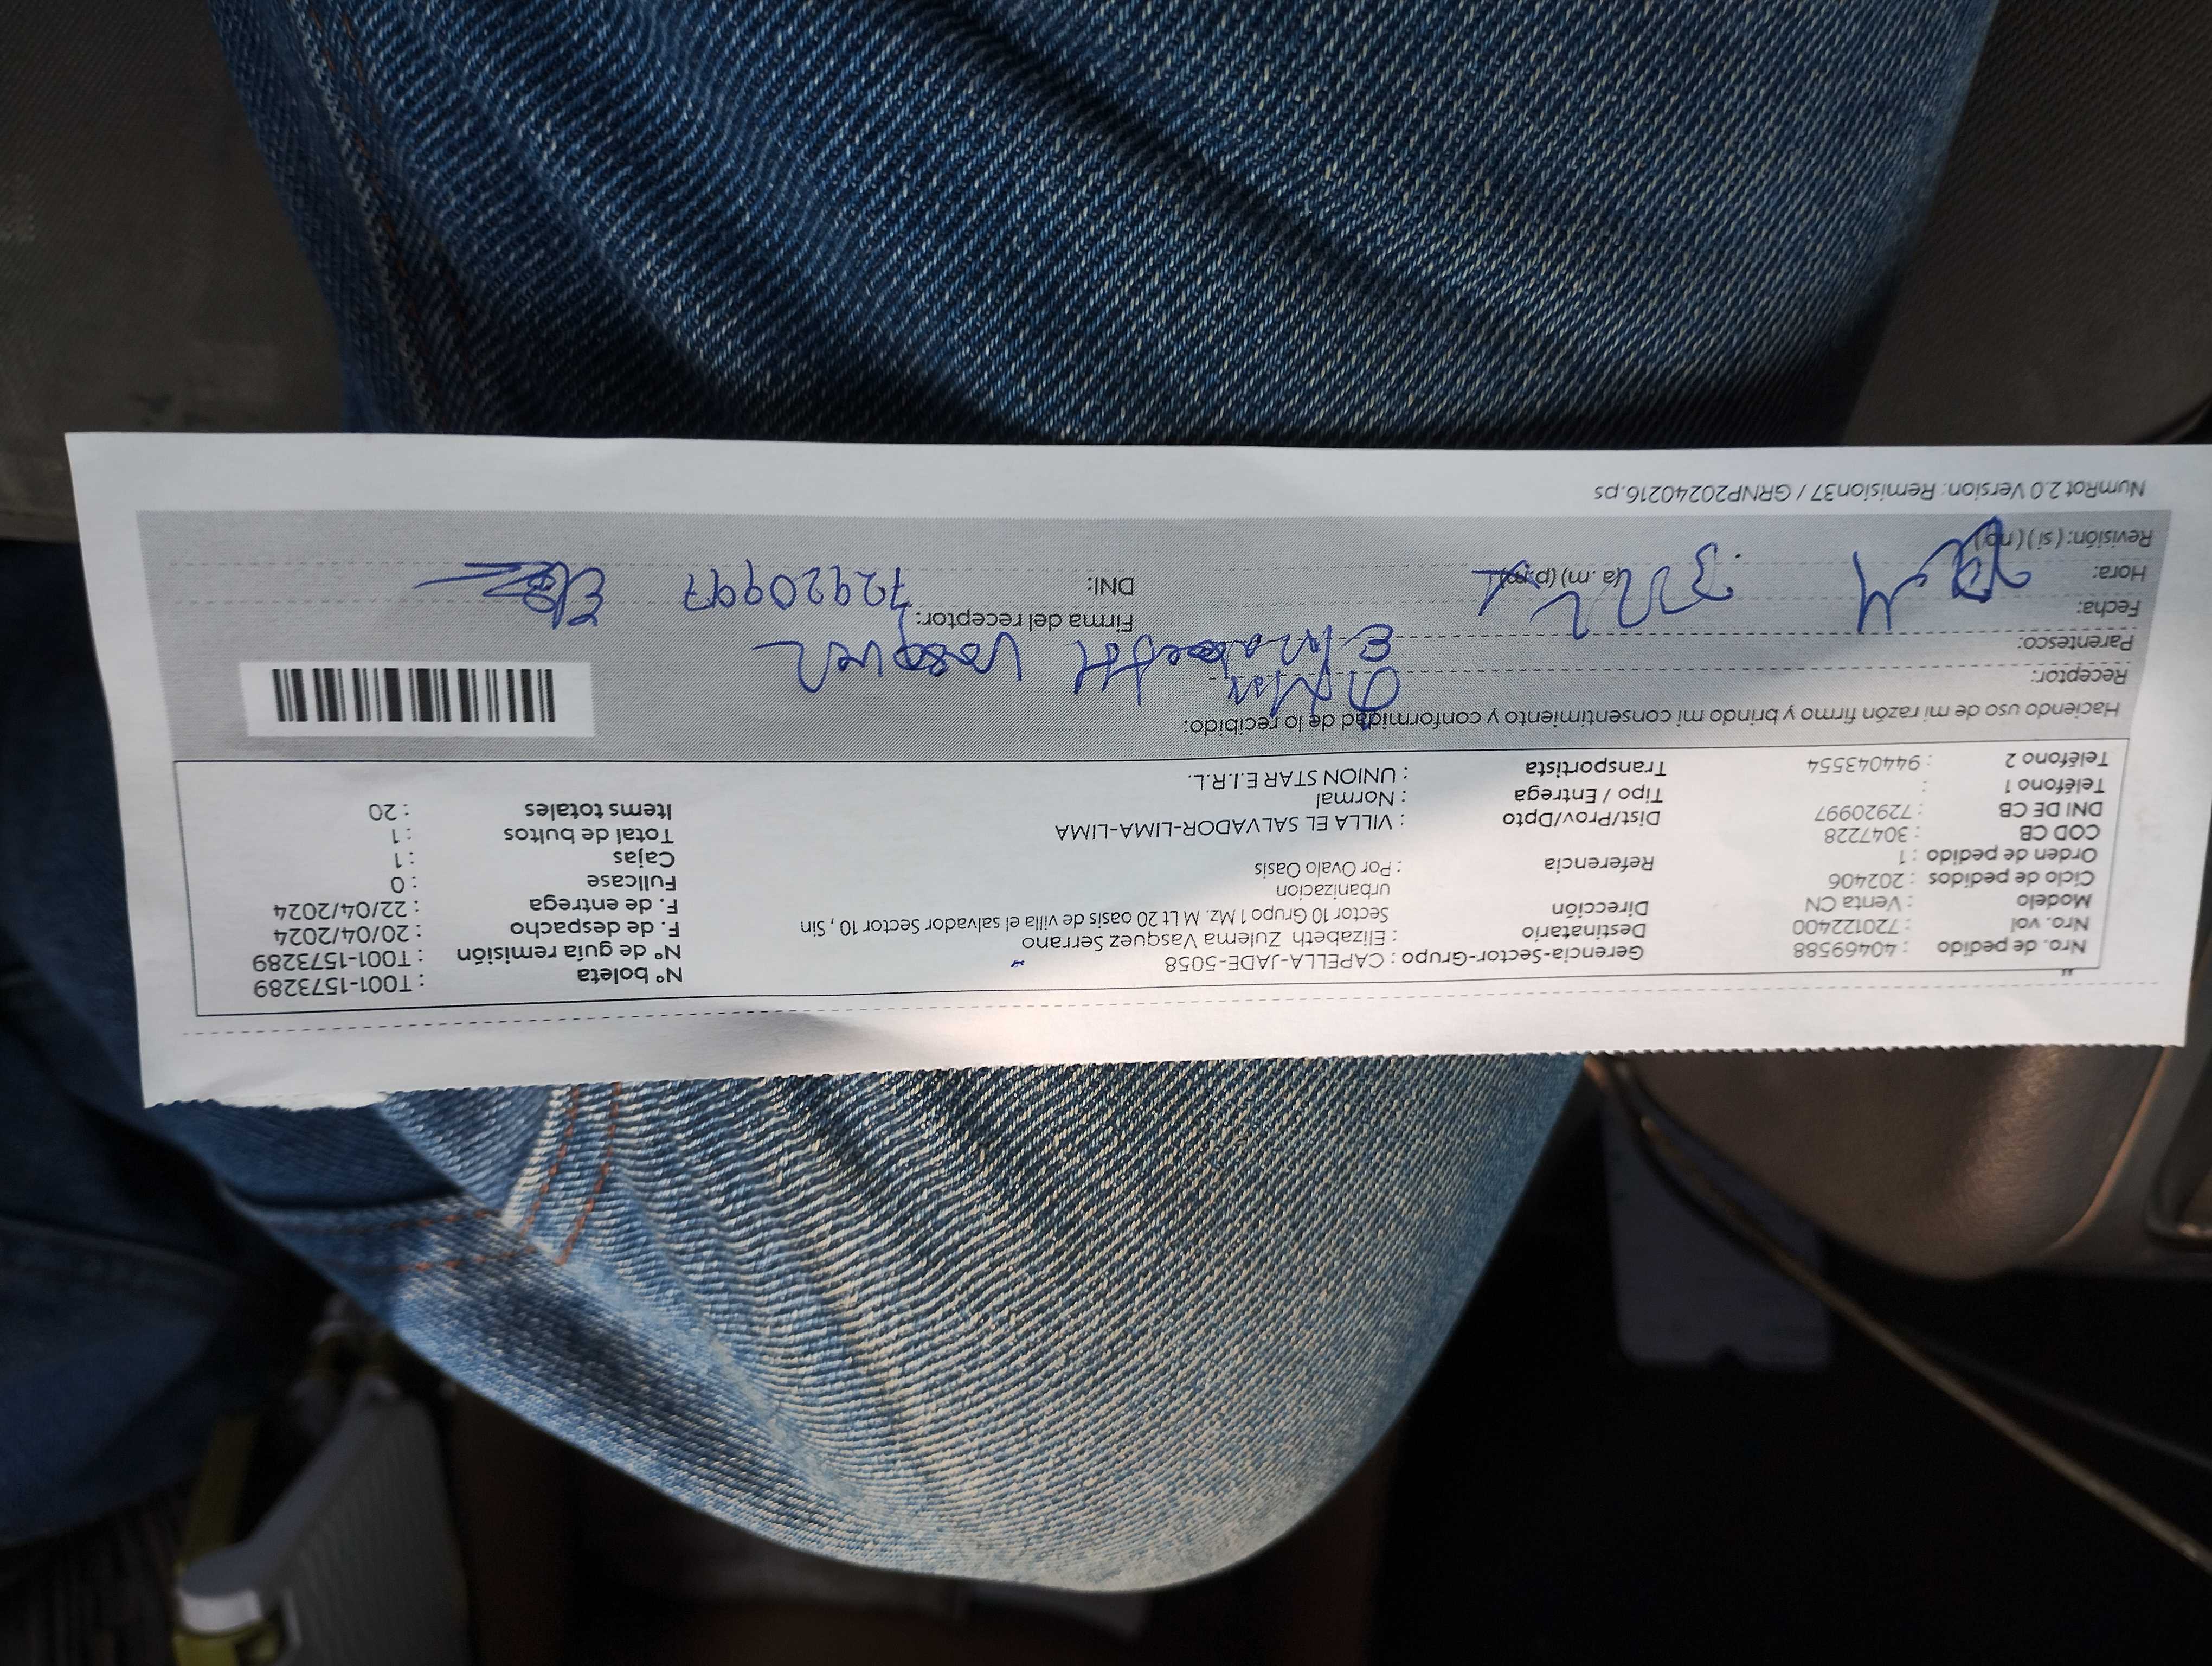 Nro. de pedido : 40469588
Nro. vol : 720122400
Modelo : Venta CN
Ciclo de pedidos : 202406
Orden de pedido : 1
COD CB : 3047228
DNI DE CB : 72920997
Teléfono 1 :
Teléfono 2 : 944043554
Gerencia-Sector-Grupo : CAPELLA-JADE-5058
Destinatario : Elizabeth Zulema Vasquez Serrano
Dirección Sector 10 Grupo 1 Mz. M Lt 20 oasis de villa el salvador Sector 10 , Sin
urbanizacion
Referencia : Por Ovalo Oasis
Dist/Prov/Dpto : VILLA EL SALVADOR-LIMA-LIMA
Tipo / Entrega : Normal
Transportista : UNION STAR E.I.R.L.
N° boleta : T001-1573289
N° de guía remisión : T001-1573289
F. de despacho : 20/04/2024
F. de entrega : 22/04/2024
Fullcase : 0
Cajas : 1
Total de bultos : 1
Items totales : 20
Haciendo uso de mi razón firmo y brindo mi consentimiento y conformidad de lo recibido:
Receptor:
Parentesco:
Fecha:
Hora: (a. m) (p. m)
Revisión: ( si ) ( no )
Firma del receptor:
DNI: 72920997
NumRot 2.0 Version: Remision37 / GRNP20240216.ps